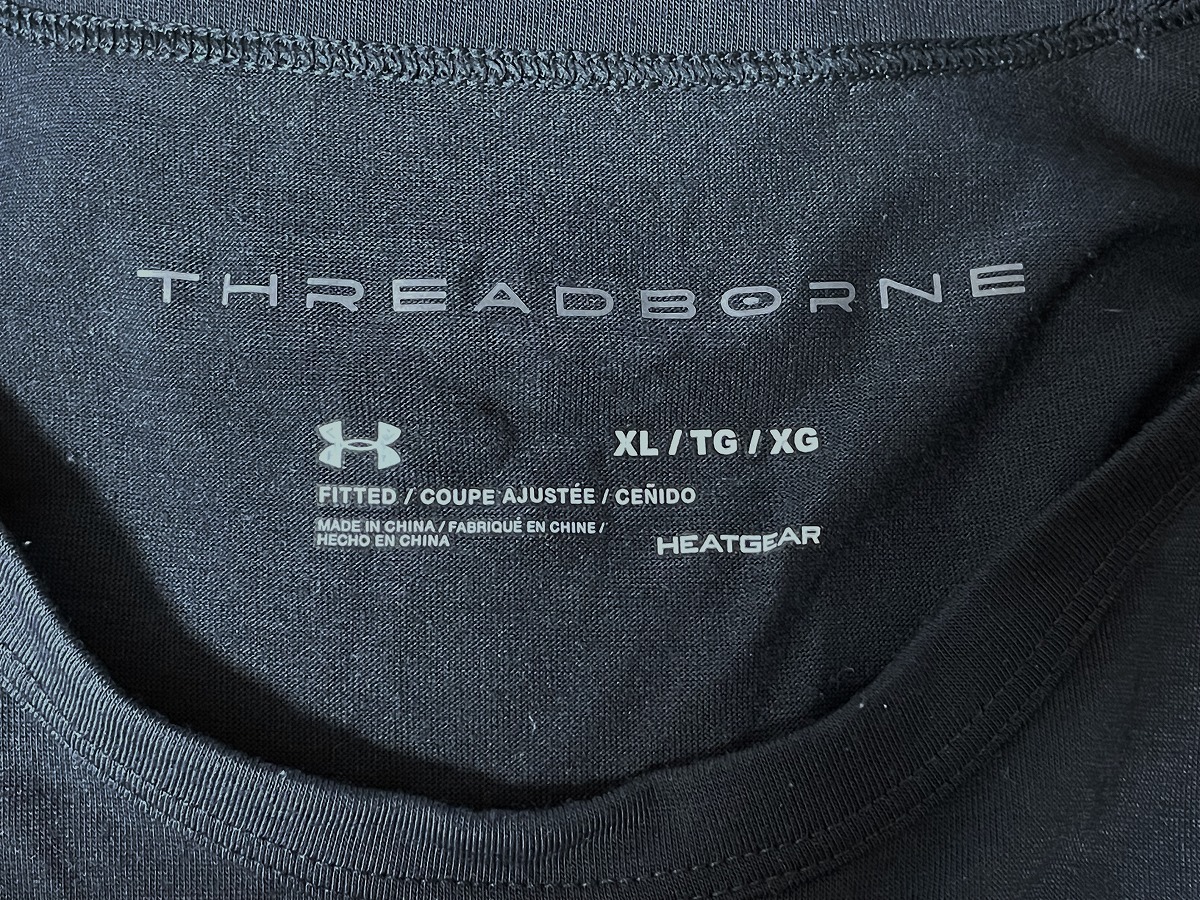 THREADBORNE
XL / TG / XG
FITTED / COUPE AJUSTÉE / CEÑIDO
MADE IN CHINA / FABRIQUÉ EN CHINE /
HECHO EN CHINA
HEATGEAR